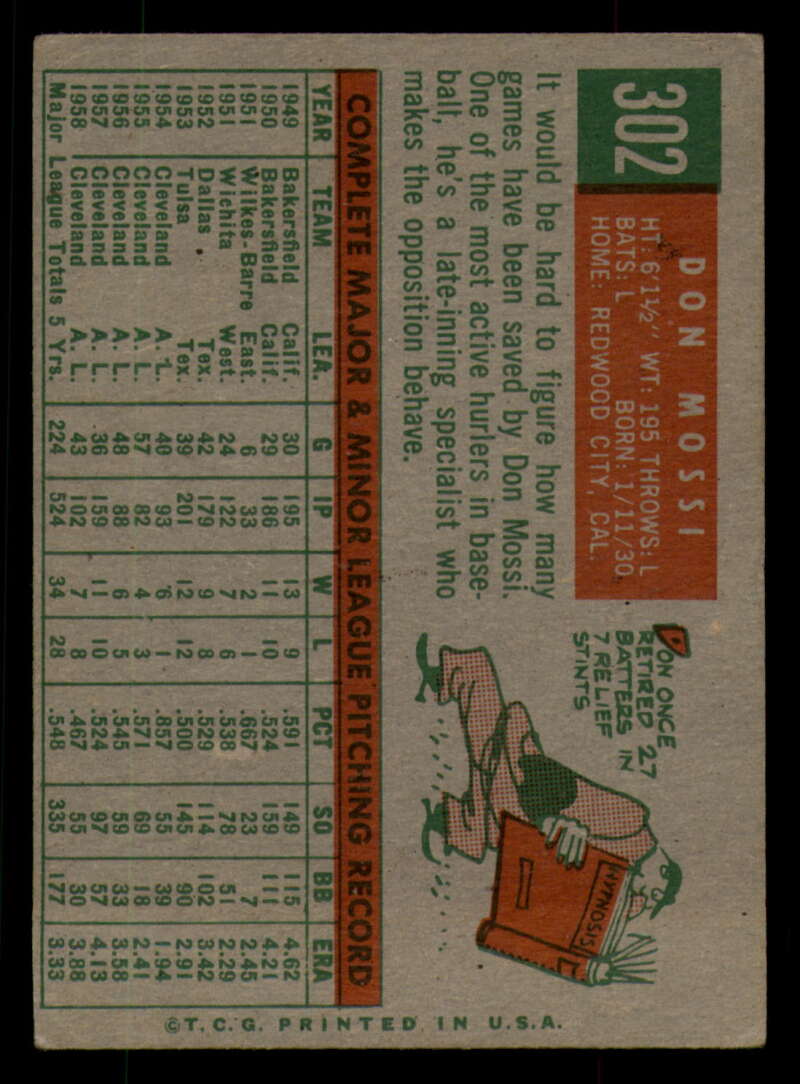 302
DON MOSSI
HT: 6'1½" WT: 195 THROWS: L
BATS: L BORN: 1/11/30
HOME: REDWOOD CITY, CAL.
It would be hard to figure how many
games have been saved by Don Mossi.
One of the most active hurlers in base-
ball, he's a late-inning specialist who
makes the opposition behave.
DON ONCE
RETIRED 27
BATTERS IN
7 RELIEF
STINTS
HYPNOSIS
COMPLETE MAJOR & MINOR LEAGUE PITCHING RECORD
YEAR TEAM LEA. G IP W L PCT SO BB ERA
1949 Bakersfield Calif. 30 195 13 9 .591 149 115 4.62
1950 Bakersfield Calif. 29 186 11 10 .524 159 111 4.21
1951 Wilkes-Barre East. 6 33 2 1 .667 23 7 2.45
1951 Wichita West. 24 122 7 6 .538 78 51 2.29
1952 Dallas Tex. 42 179 9 8 .529 114 102 3.42
1953 Tulsa Tex. 39 201 12 12 .500 145 90 2.91
1954 Cleveland A. L. 40 93 6 1 .857 55 39 1.94
1955 Cleveland A. L. 57 82 4 3 .571 69 18 2.41
1956 Cleveland A. L. 48 88 6 5 .545 59 33 3.58
1957 Cleveland A. L. 36 159 11 10 .524 97 57 4.13
1958 Cleveland A. L. 43 102 7 8 .467 55 30 3.88
Major League Totals 5 Yrs. 224 524 34 28 .548 335 177 3.33
©T.C.G. PRINTED IN U.S.A.